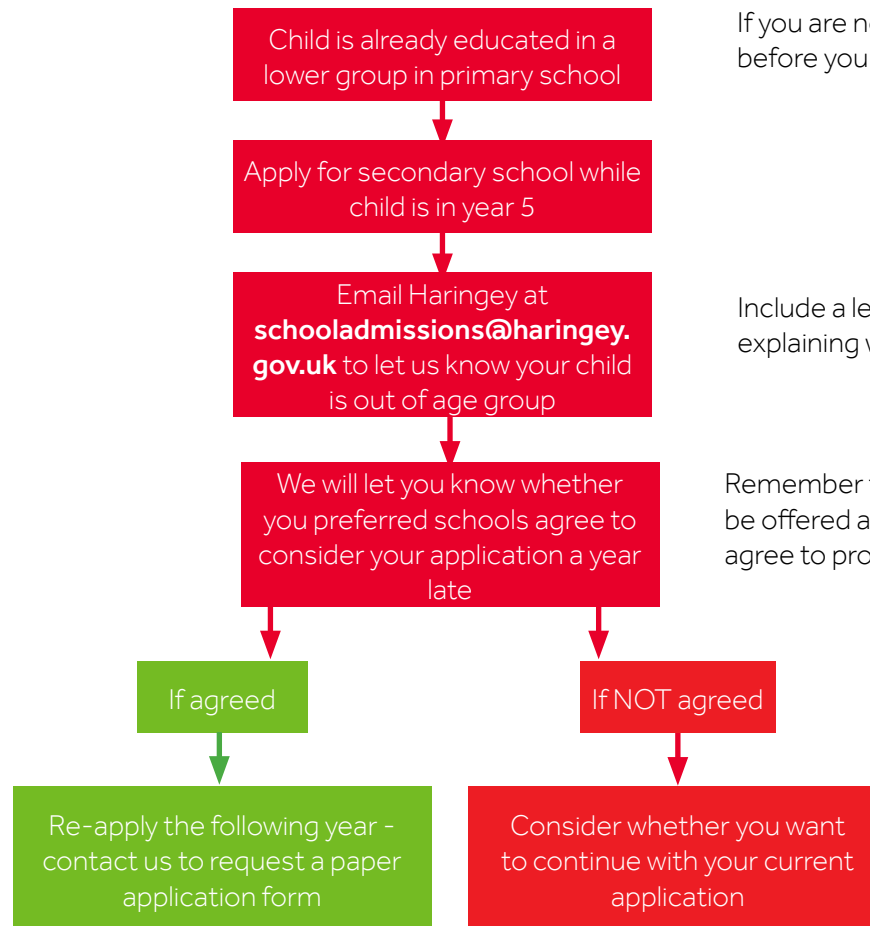 Child is already educated in a
lower group in primary school
If you are
before you
Apply for secondary school while
child is in year 5
Email Haringey at
schooladmissions@haringey.
gov.uk to let us know your child
is out of age group
Include a
explaining
We will let you know whether
you preferred schools agree to
consider your application a year
late
Remember
be offered a
agree to
If agreed
If NOT agreed
Re-apply the following year -
contact us to request a paper
application form
Consider whether you want
to continue with your current
application